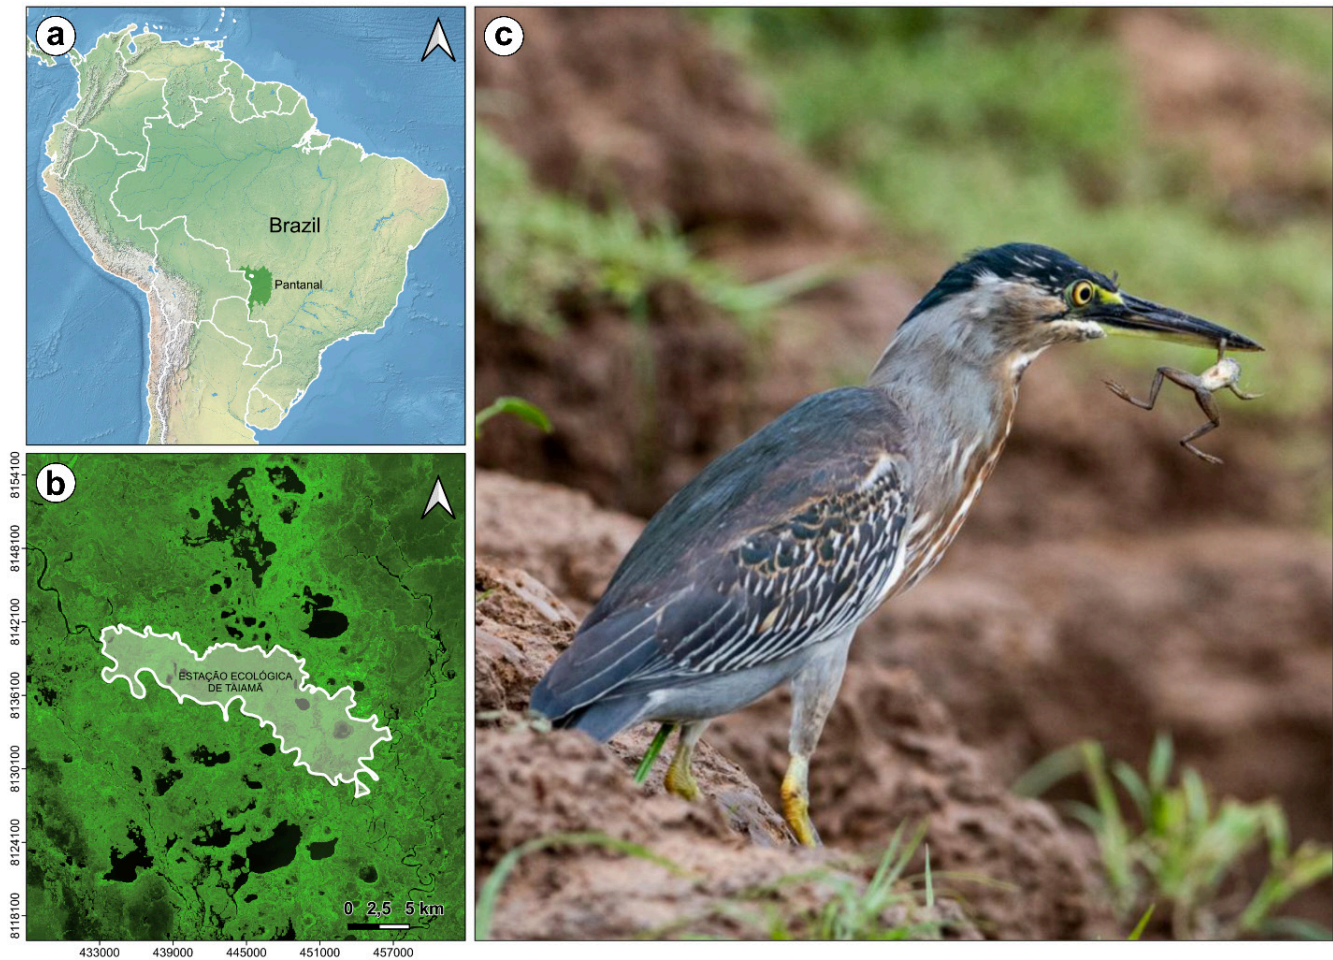 a
Brazil
Pantanal
b
8154100
8148100
8142100
8136100
8130100
8124100
8118100
ESTAÇÃO ECOLÓGICA
DE TAIAMÃ
0 2,5 5 km
433000 439000 445000 451000 457000
c